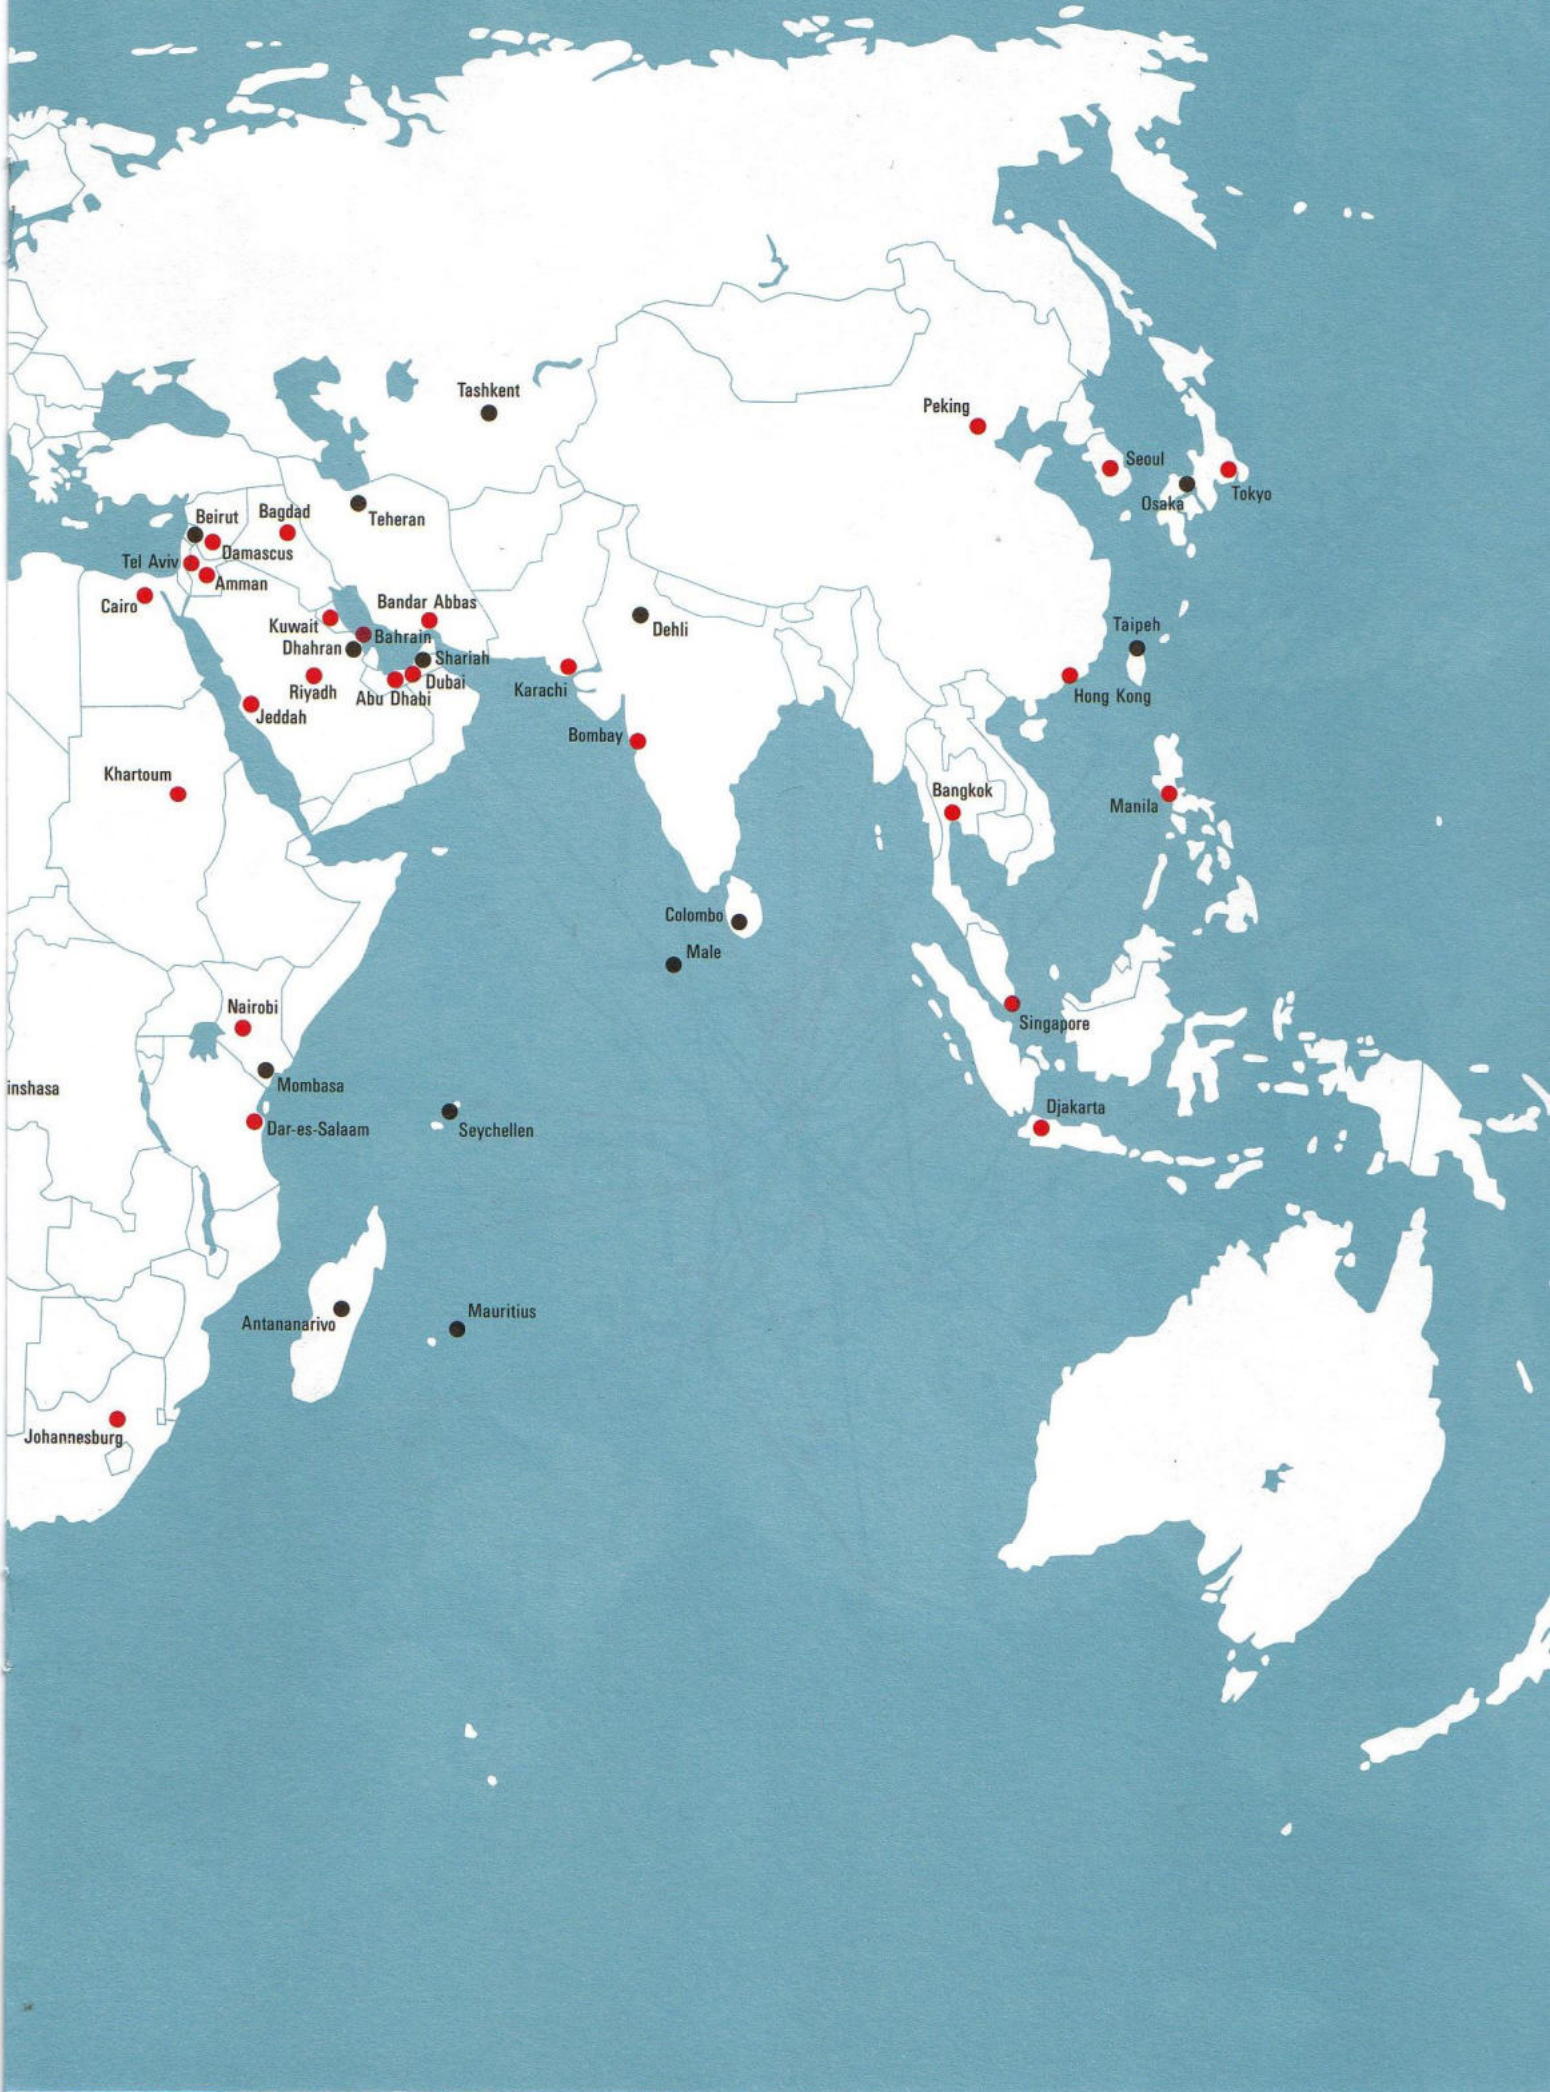 Tashkent
Peking
Seoul
Osaka
Tokyo
Teheran
Beirut
Bagdad
Damascus
Tel Aviv
Amman
Cairo
Bandar Abbas
Kuwait
Bahrain
Dhahran
Shariah
Dubai
Riyadh
Abu Dhabi
Jeddah
Dehli
Karachi
Taipeh
Hong Kong
Bombay
Khartoum
Bangkok
Manila
Colombo
Male
Nairobi
Singapore
Mombasa
inshasa
Djakarta
Dar-es-Salaam
Seychellen
Antananarivo
Mauritius
Johannesburg